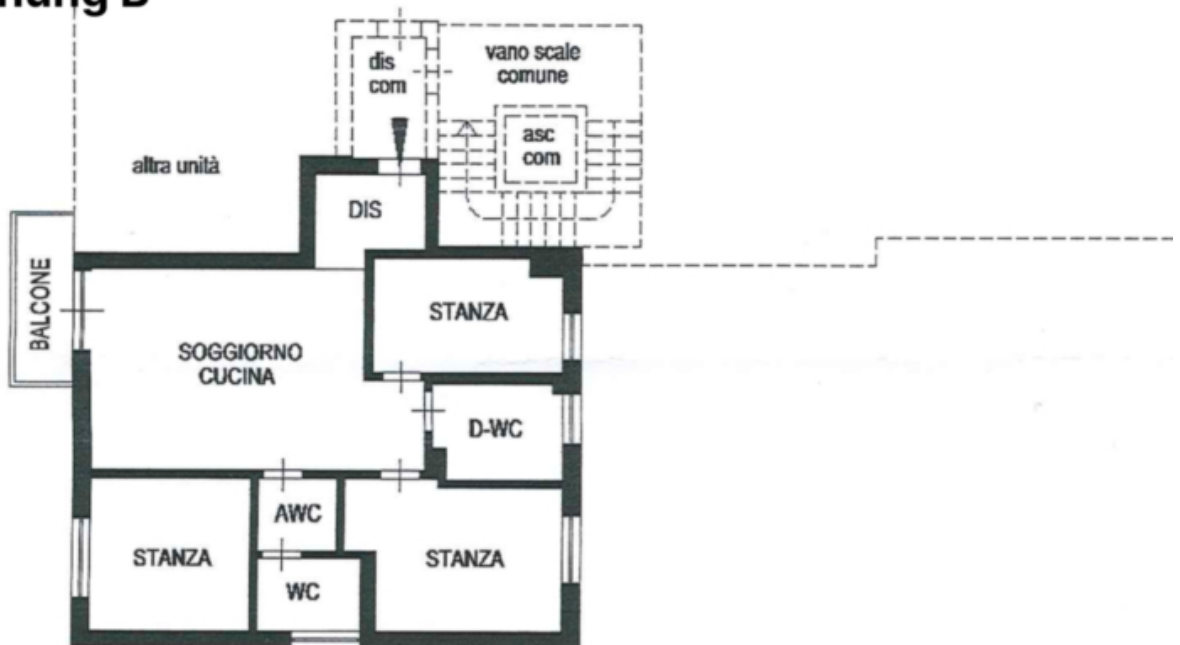 nung B
dis
com
vano scale
comune
asc
com
altra unità
DIS
BALCONE
STANZA
SOGGIORNO
CUCINA
D-WC
AWC
STANZA
STANZA
WC